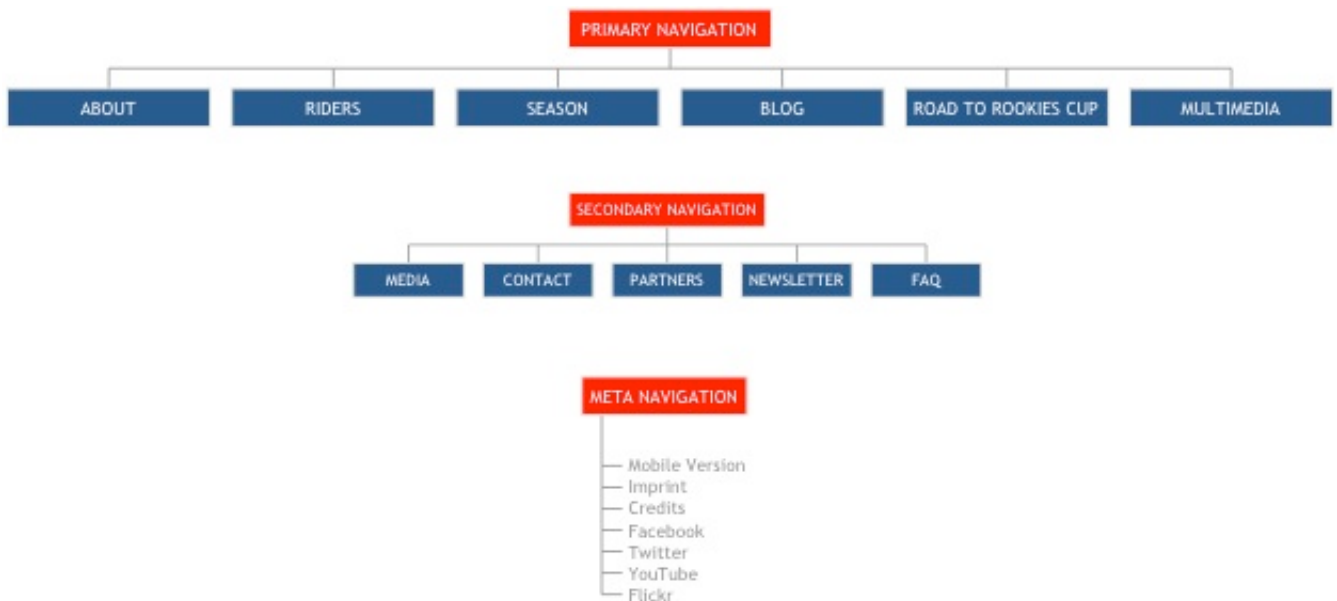 PRIMARY NAVIGATION
ABOUT RIDERS SEASON BLOG ROAD TO ROOKIES CUP MULTIMEDIA
SECONDARY NAVIGATION
MEDIA CONTACT PARTNERS NEWSLETTER FAQ
META NAVIGATION
Mobile Version
Imprint
Credits
Facebook
Twitter
YouTube
Flickr